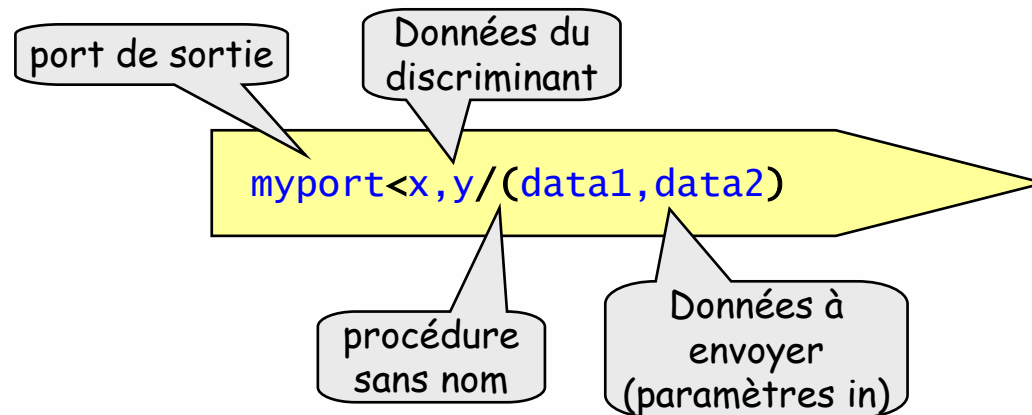 port de sortie
Données du
discriminant
myport<x,y/(data1,data2)
procédure
sans nom
Données à
envoyer
(paramètres in)